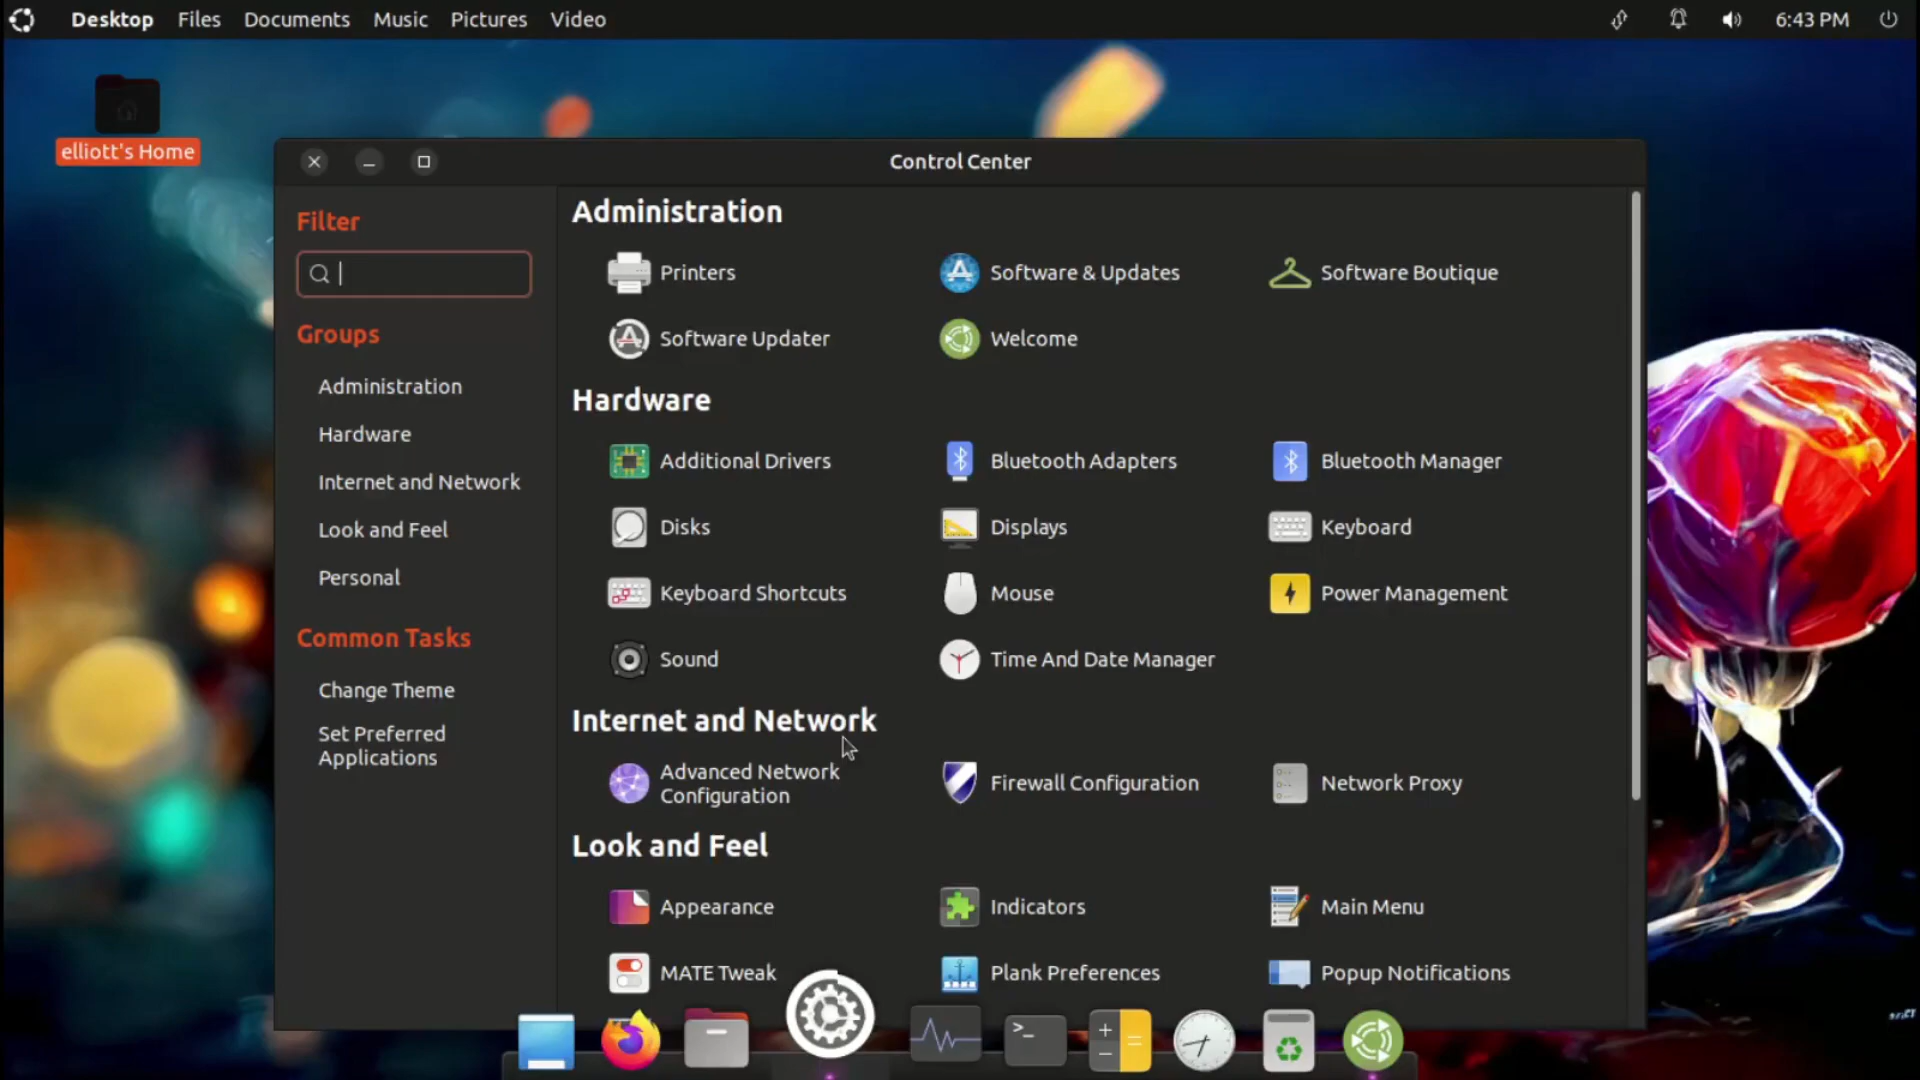 Desktop Files Documents Music Pictures Video 6:43 PM
elliott's Home
Control Center
Filter
Groups
Administration
Hardware
Internet and Network
Look and Feel
Personal
Common Tasks
Change Theme
Set Preferred
Applications
Administration
Printers Software & Updates Software Boutique
Software Updater Welcome
Hardware
Additional Drivers Bluetooth Adapters Bluetooth Manager
Disks Displays Keyboard
Keyboard Shortcuts Mouse Power Management
Sound Time And Date Manager
Internet and Network
Advanced Network
Configuration
Firewall Configuration Network Proxy
Look and Feel
Appearance Indicators Main Menu
MATE Tweak Plank Preferences Popup Notifications